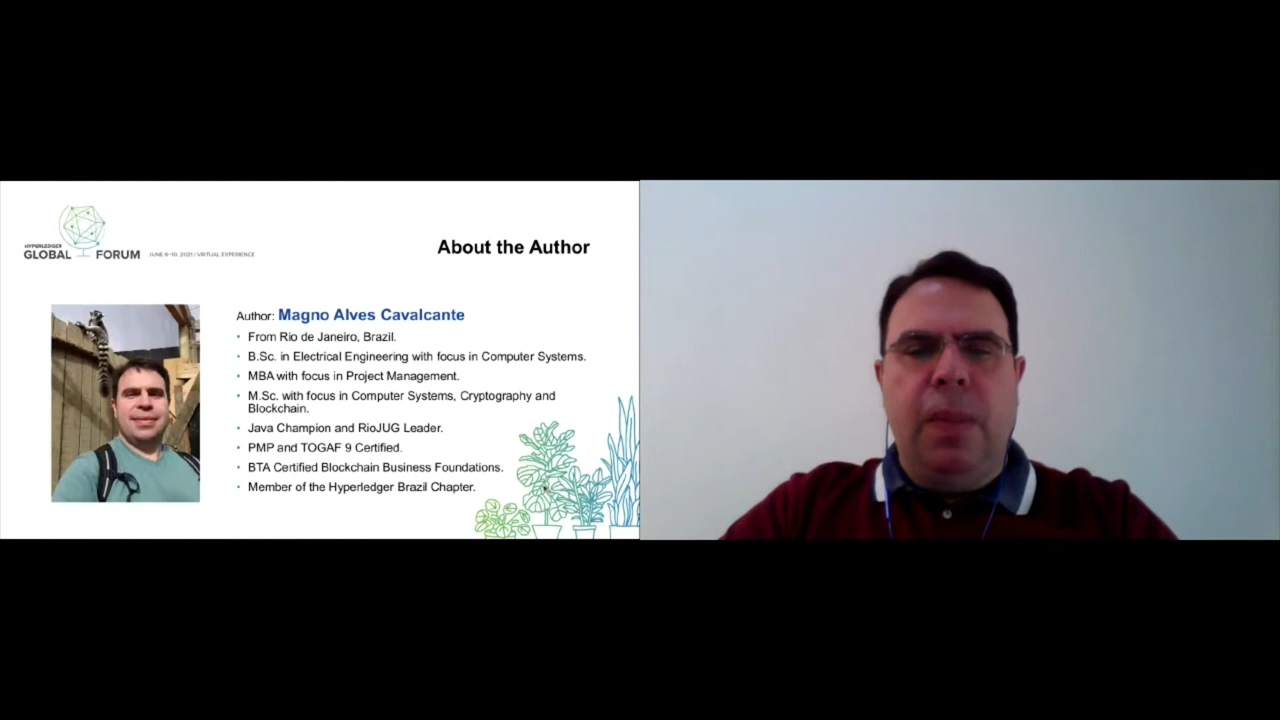 HYPERLEDGER
GLOBAL FORUM JUNE 8-10, 2021 / VIRTUAL EXPERIENCE
About the Author
Author: Magno Alves Cavalcante
• From Rio de Janeiro, Brazil.
• B.Sc. in Electrical Engineering with focus in Computer Systems.
• MBA with focus in Project Management.
• M.Sc. with focus in Computer Systems, Cryptography and
Blockchain.
• Java Champion and RioJUG Leader.
• PMP and TOGAF 9 Certified.
• BTA Certified Blockchain Business Foundations.
• Member of the Hyperledger Brazil Chapter.